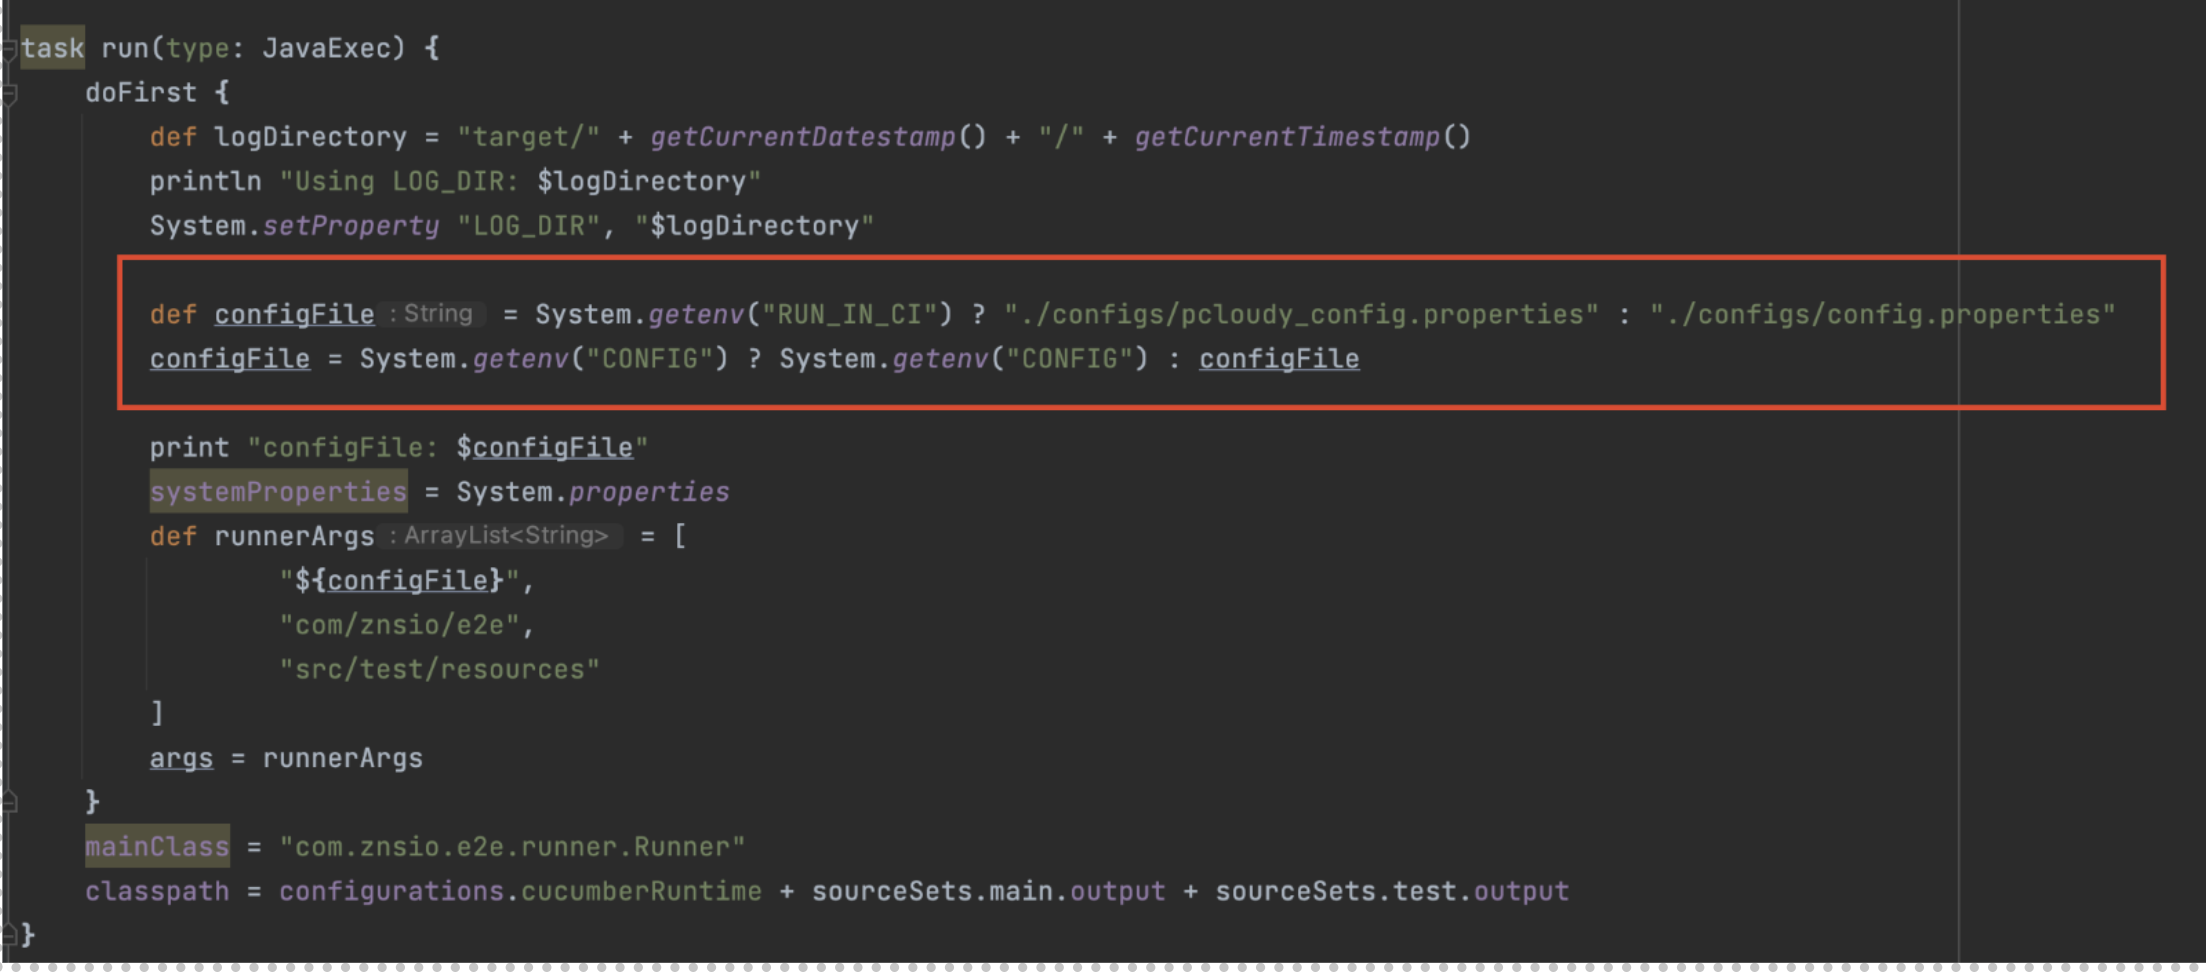 task run(type: JavaExec) {
    doFirst {
        def logDirectory = "target/" + getCurrentDatestamp() + "/" + getCurrentTimestamp()
        println "Using LOG_DIR: $logDirectory"
        System.setProperty "LOG_DIR", "$logDirectory"
        def configFile : String = System.getenv("RUN_IN_CI") ? "./configs/pcloudy_config.properties" : "./configs/config.properties"
        configFile = System.getenv("CONFIG") ? System.getenv("CONFIG") : configFile
        print "configFile: $configFile"
        systemProperties = System.properties
        def runnerArgs : ArrayList<String> = [
                "${configFile}",
                "com/znsio/e2e",
                "src/test/resources"
        ]
        args = runnerArgs
    }
    mainClass = "com.znsio.e2e.runner.Runner"
    classpath = configurations.cucumberRuntime + sourceSets.main.output + sourceSets.test.output
}